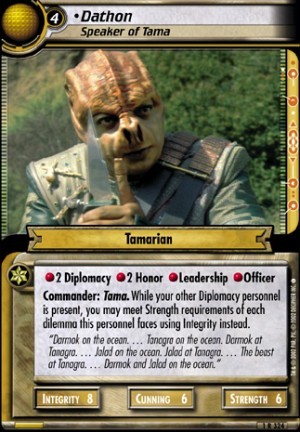 4 • Dathon
Speaker of Tama
Tamarian
2 Diplomacy 2 Honor Leadership Officer
Commander: Tama. While your other Diplomacy personnel
is present, you may meet Strength requirements of each
dilemma this personnel faces using Integrity instead.
"Darmok on the ocean. … Tanagra on the ocean. Darmok at
Tanagra. … Jalad on the ocean. Jalad at Tanagra. … The beast
at Tanagra. … Darmok and Jalad on the ocean."
INTEGRITY 8 CUNNING 6 STRENGTH 6